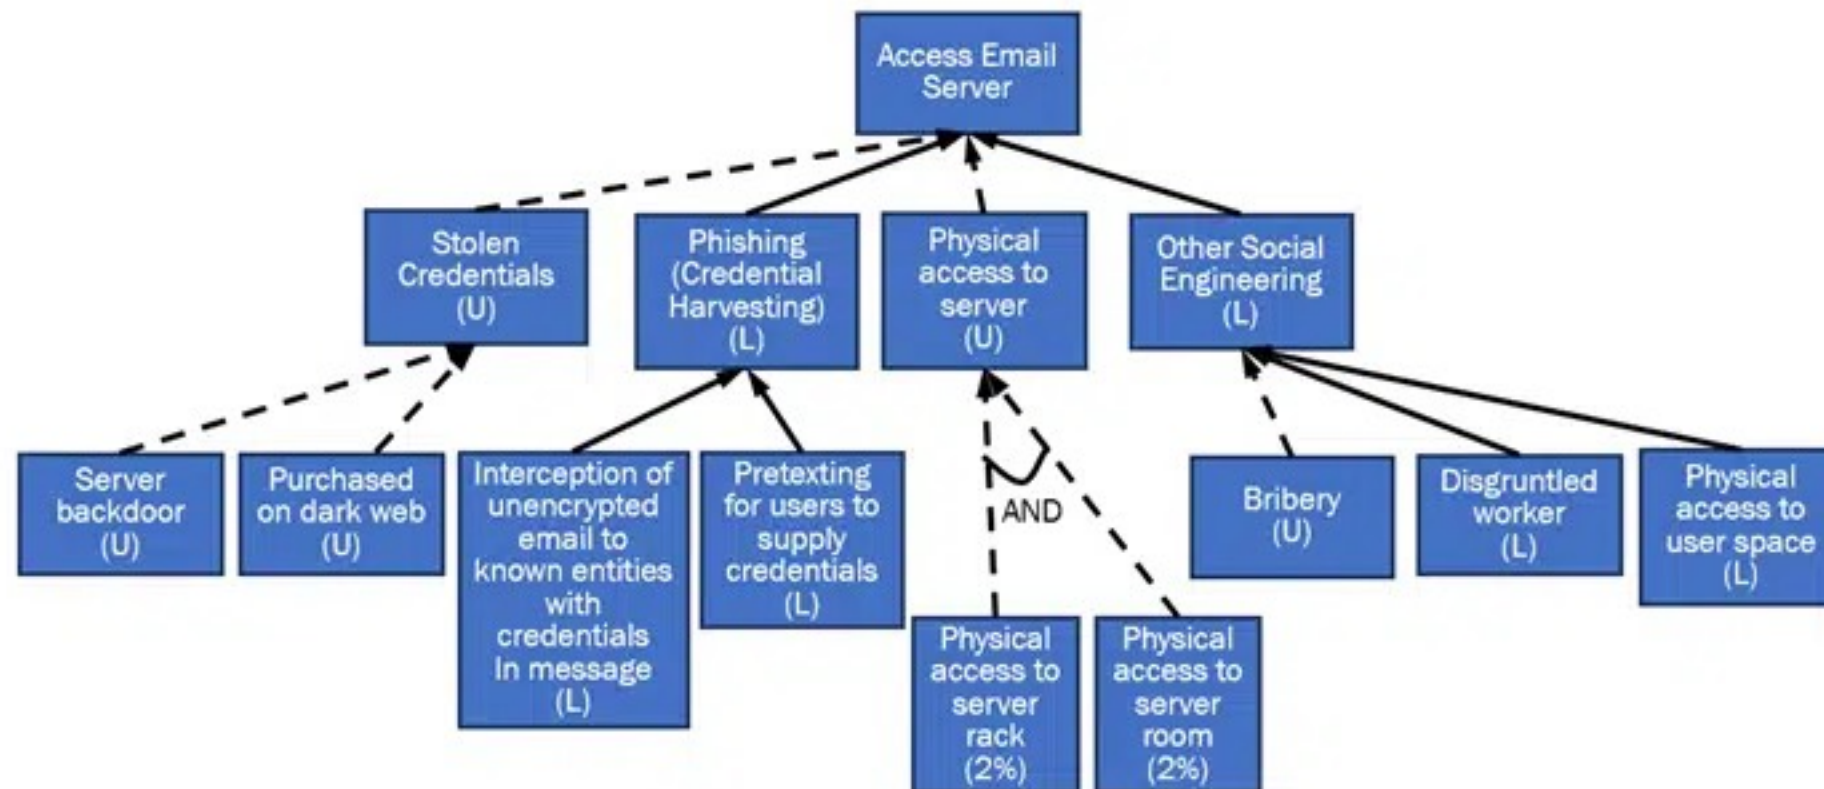 Access Email
Server
Stolen
Credentials
(U)
Phishing
(Credential
Harvesting)
(L)
Physical
access to
server
(U)
Other Social
Engineering
(L)
Server
backdoor
(U)
Purchased
on dark web
(U)
Interception of
unencrypted
email to
known entities
with
credentials
In message
(L)
Pretexting
for users to
supply
credentials
(L)
AND
Physical
access to
server
rack
(2%)
Physical
access to
server
room
(2%)
Bribery
(U)
Disgruntled
worker
(L)
Physical
access to
user space
(L)